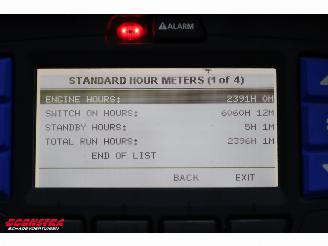 ALARM
STANDARD HOUR METERS (1 of 4)
ENGINE HOURS: 2391H 0M
SWITCH ON HOURS: 6060H 12M
STANDBY HOURS: 5H 1M
TOTAL RUN HOURS: 2396H 1M
END OF LIST
BACK EXIT
SCHADEVOERTUIGEN